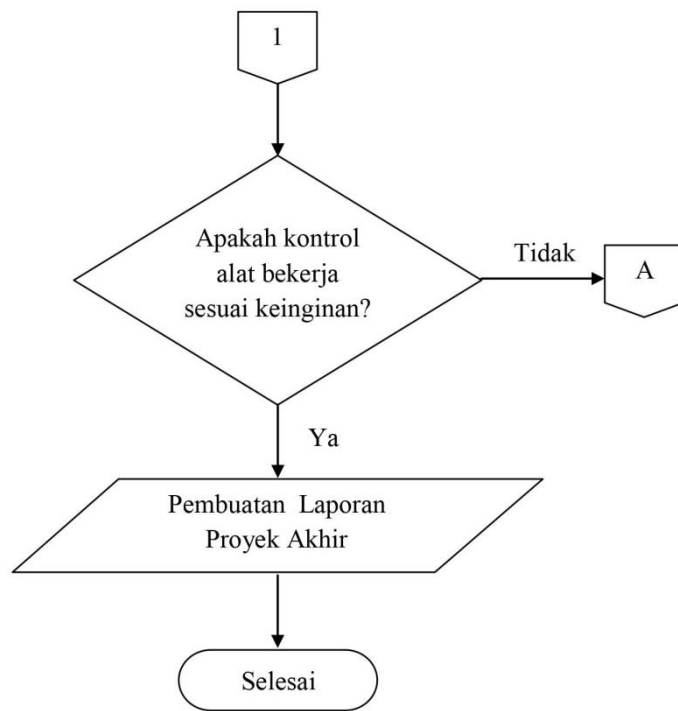 1
Apakah kontrol
alat bekerja
sesuai keinginan?
Tidak
A
Ya
Pembuatan Laporan
Proyek Akhir
Selesai